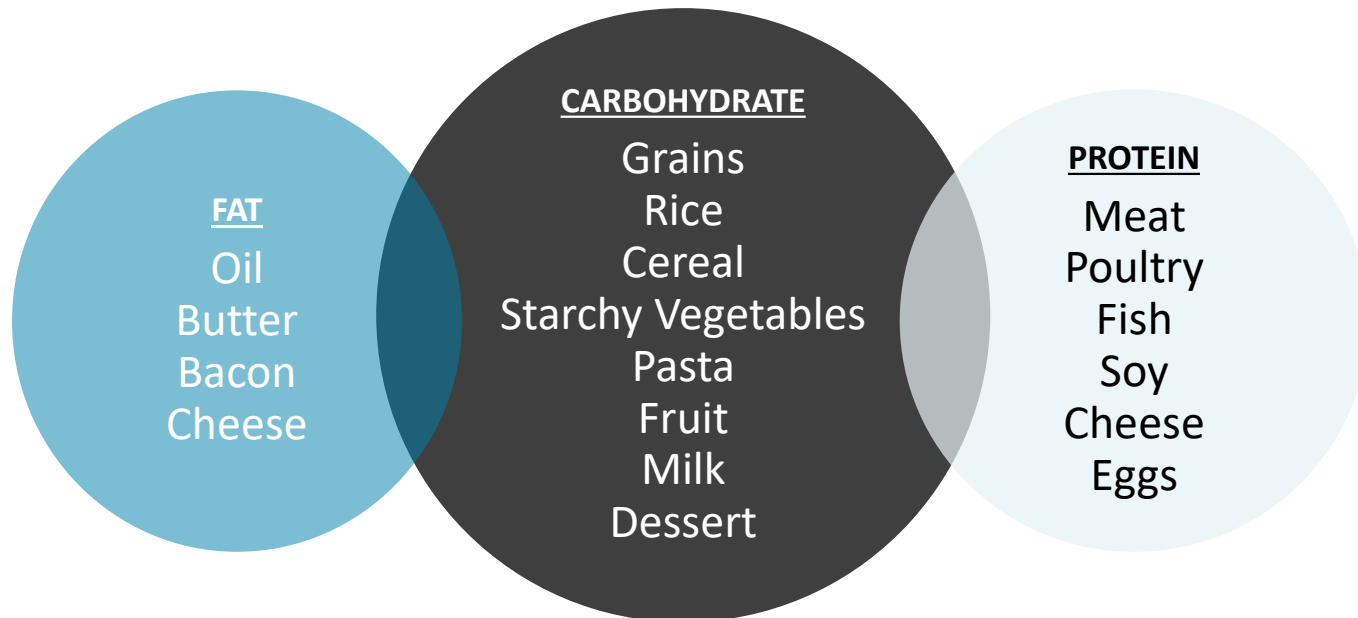 FAT
Oil
Butter
Bacon
Cheese
CARBOHYDRATE
Grains
Rice
Cereal
Starchy Vegetables
Pasta
Fruit
Milk
Dessert
PROTEIN
Meat
Poultry
Fish
Soy
Cheese
Eggs